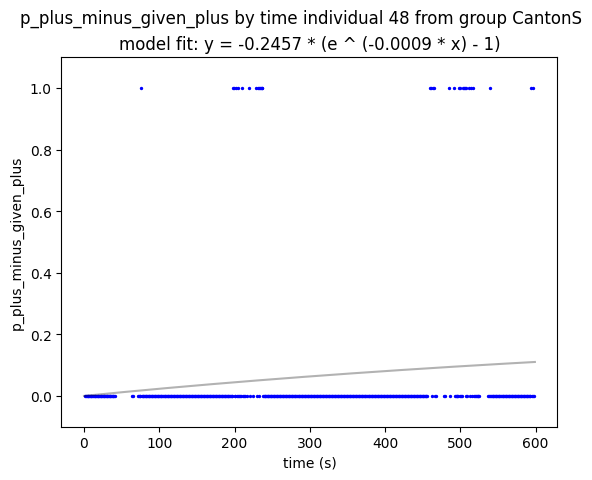 p_plus_minus_given_plus by time individual 48 from group CantonS
model fit: y = -0.2457 * (e ^ (-0.0009 * x) - 1)
1.0
0.8
0.6
0.4
0.2
0.0
p_plus_minus_given_plus
0 100 200 300 400 500 600
time (s)